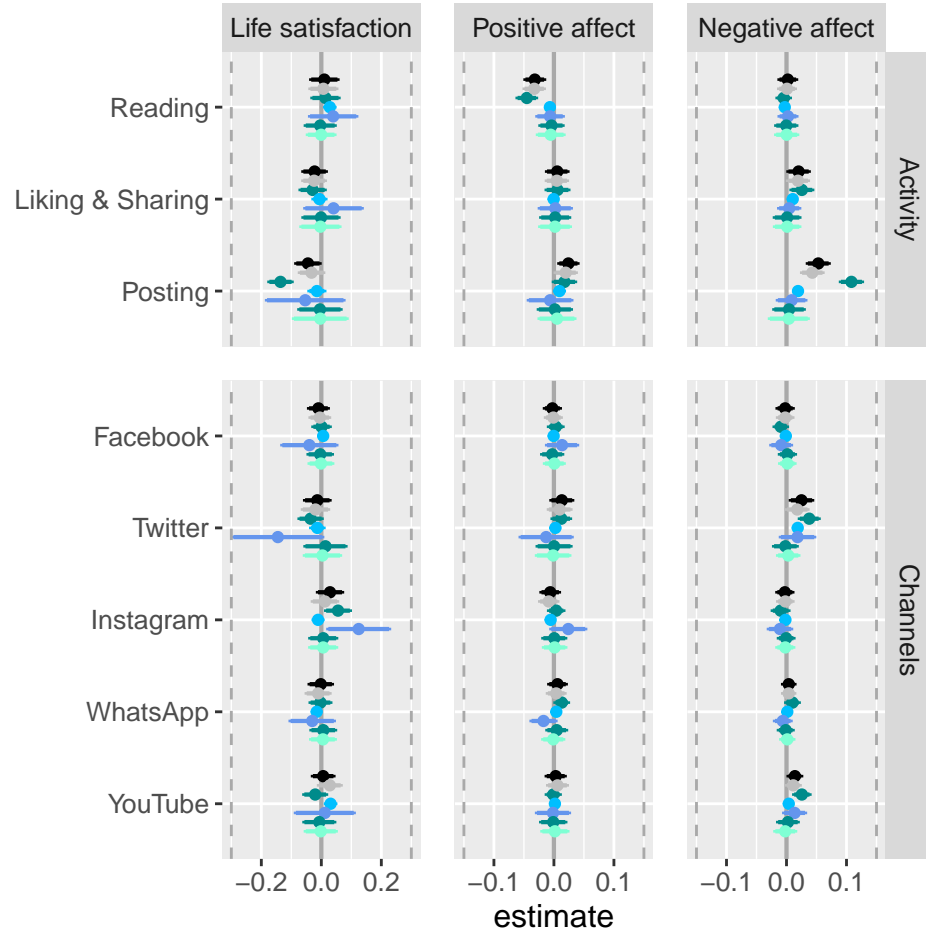 Life satisfaction
Positive affect
Negative affect
Reading
Liking & Sharing
Posting
Activity
Facebook
Twitter
Instagram
WhatsApp
YouTube
Channels
−0.2 0.0 0.2
−0.1 0.0 0.1
−0.1 0.0 0.1
estimate